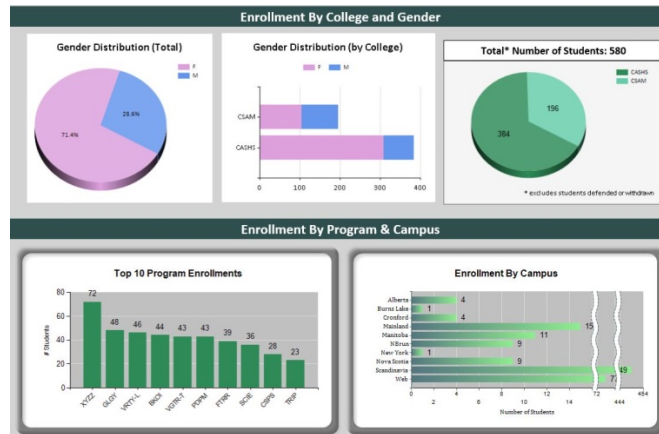 Enrollment By College and Gender
Gender Distribution (Total)
F
M
28.6%
71.4%
Gender Distribution (by College)
F M
CSAM
CASHS
0 100 200 300 400
Total* Number of Students: 580
CASHS
CSAM
196
384
* excludes students defended or withdrawn
Enrollment By Program & Campus
Top 10 Program Enrollments
# Students
80
60
40
20
0
72 48 46 44 43 43 39 36 28 23
XYZZ GLGY VRTY-L BKOI VGTR-T PDPM FTRR SCIE CSPS TRIP
Enrollment By Campus
Alberta 4
Burns Lake 1
Cronford 4
Mainland 15
Manitoba 11
NBrun 9
New York 1
Nova Scotia 9
Scandinavia 49
Web 7
0 2 4 6 8 10 12 14 72 444 484
Number of Students